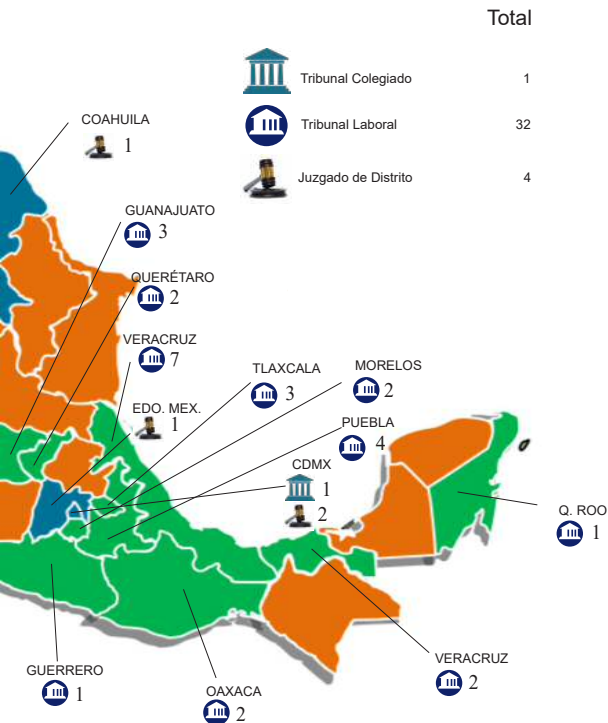 Total
Tribunal Colegiado 1
Tribunal Laboral 32
Juzgado de Distrito 4
COAHUILA
1
GUANAJUATO
3
QUERÉTARO
2
VERACRUZ
7
TLAXCALA
3
MORELOS
2
EDO. MEX.
1
PUEBLA
4
CDMX
1
2
Q. ROO
1
GUERRERO
1
OAXACA
2
VERACRUZ
2